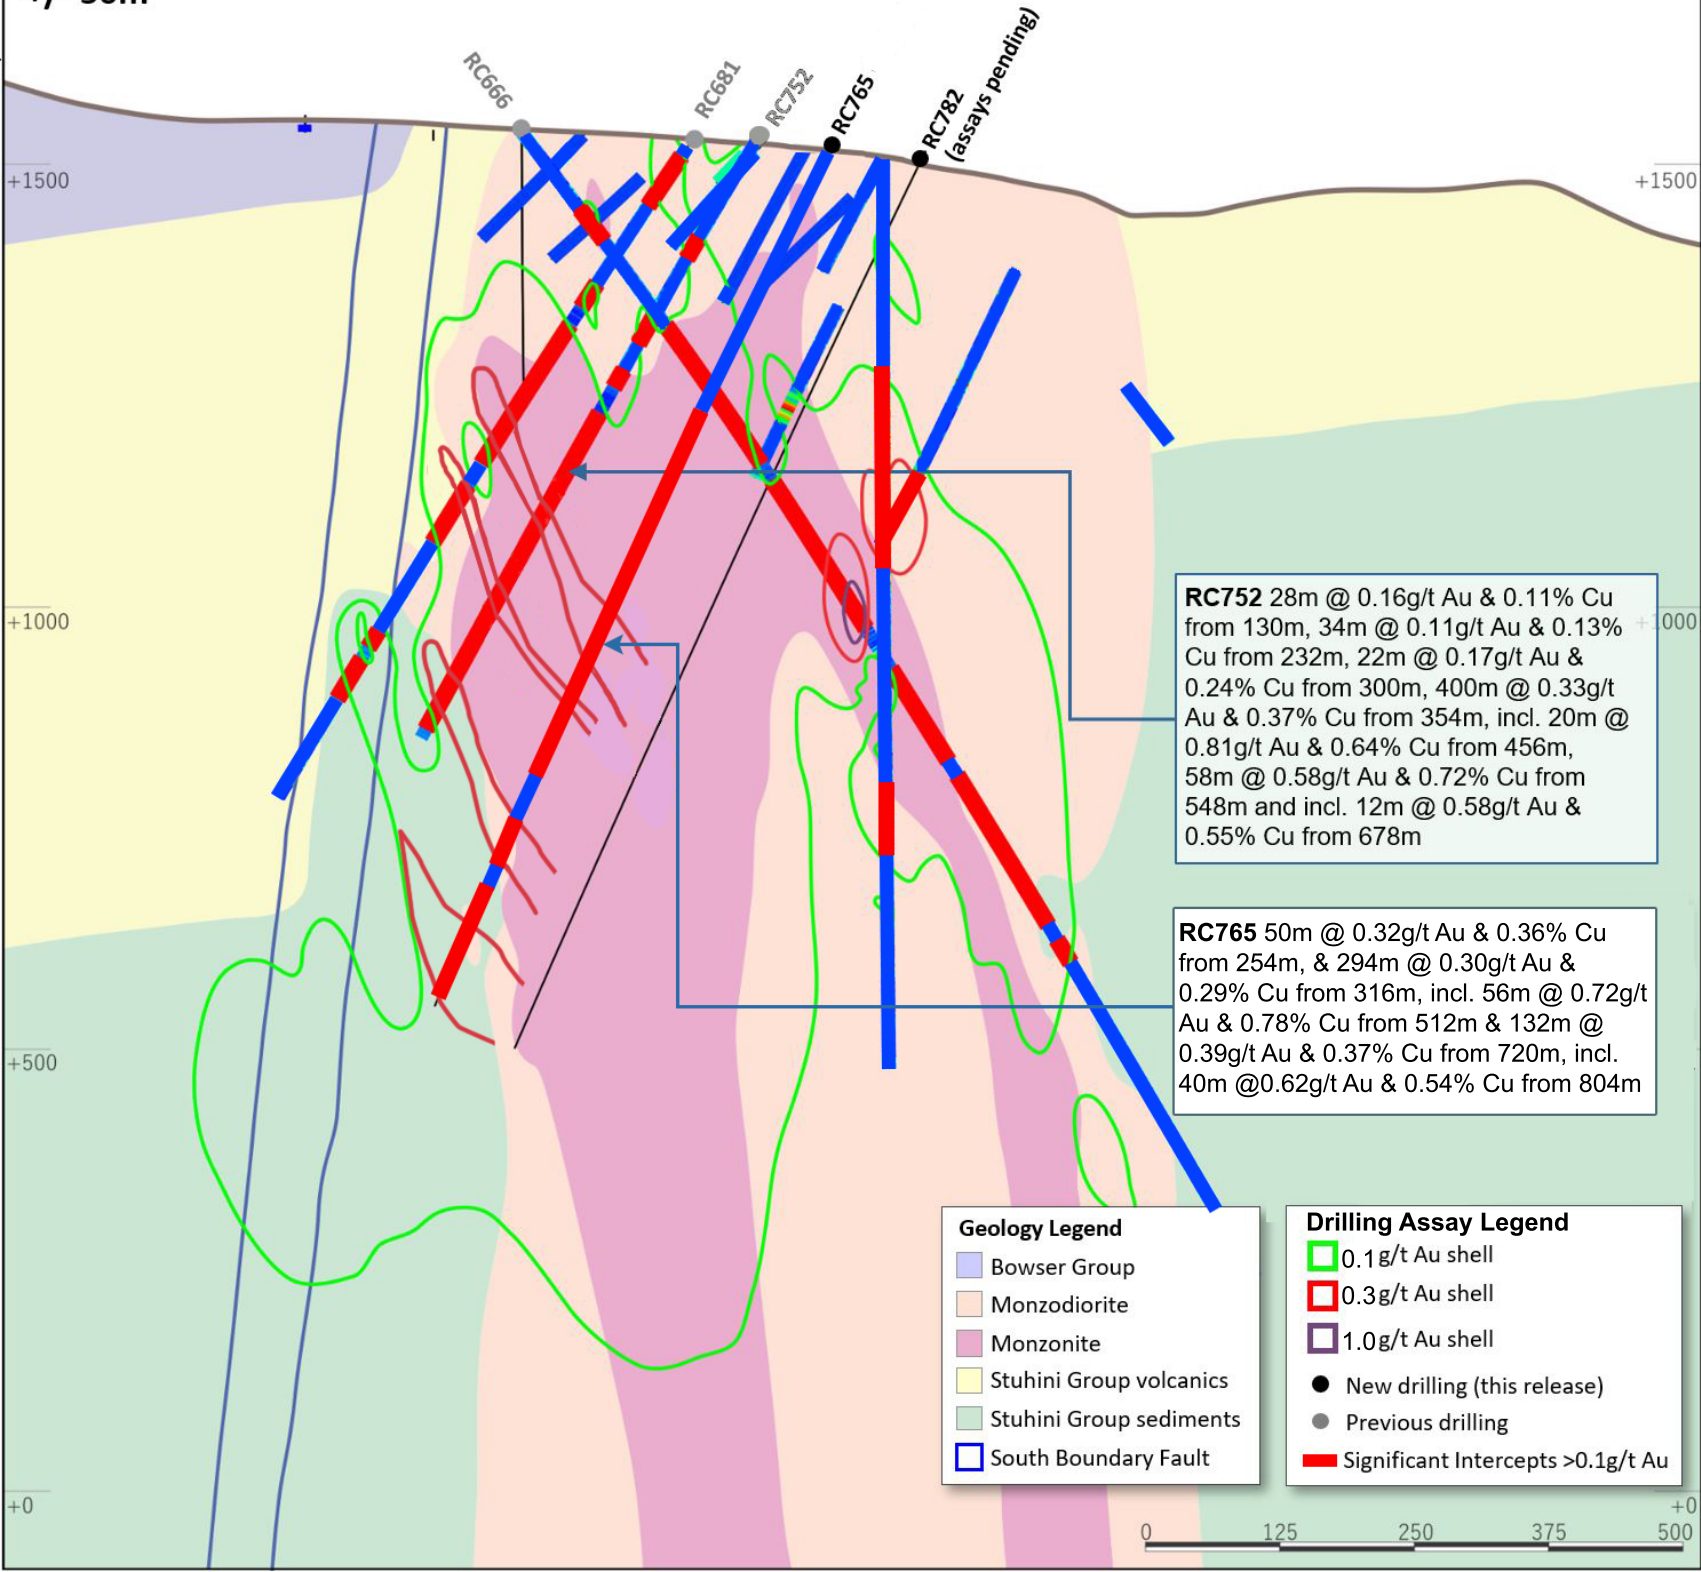 RC666
RC681
RC752
RC765
RC782
(assays pending)
+1500
+1500
+1000
+1000
RC752 28m @ 0.16g/t Au & 0.11% Cu
from 130m, 34m @ 0.11g/t Au & 0.13%
Cu from 232m, 22m @ 0.17g/t Au &
0.24% Cu from 300m, 400m @ 0.33g/t
Au & 0.37% Cu from 354m, incl. 20m @
0.81g/t Au & 0.64% Cu from 456m,
58m @ 0.58g/t Au & 0.72% Cu from
548m and incl. 12m @ 0.58g/t Au &
0.55% Cu from 678m
RC765 50m @ 0.32g/t Au & 0.36% Cu
from 254m, & 294m @ 0.30g/t Au &
0.29% Cu from 316m, incl. 56m @ 0.72g/t
Au & 0.78% Cu from 512m & 132m @
0.39g/t Au & 0.37% Cu from 720m, incl.
40m @0.62g/t Au & 0.54% Cu from 804m
+500
Geology Legend
Bowser Group
Monzodiorite
Monzonite
Stuhini Group volcanics
Stuhini Group sediments
South Boundary Fault
Drilling Assay Legend
0.1g/t Au shell
0.3g/t Au shell
1.0g/t Au shell
New drilling (this release)
Previous drilling
Significant Intercepts >0.1g/t Au
+0
+0
0 125 250 375 500